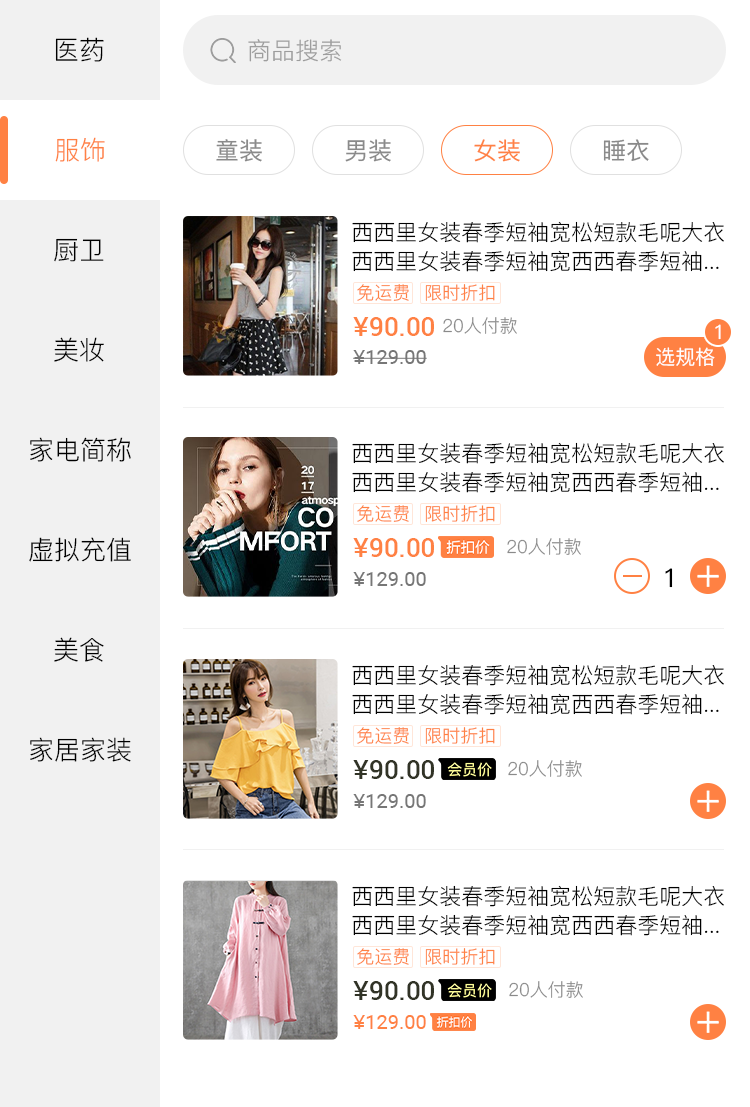 医药
服饰
厨卫
美妆
家电简称
虚拟充值
美食
家居家装
商品搜索
童装 男装 女装 睡衣
西西里女装春季短袖宽松短款毛呢大衣
西西里女装春季短袖宽西西春季短袖...
免运费 限时折扣
¥90.00 20人付款
¥129.00
1
选规格
20
17
atmosp
CO
MFORT
西西里女装春季短袖宽松短款毛呢大衣
西西里女装春季短袖宽西西春季短袖...
免运费 限时折扣
¥90.00 折扣价 20人付款
¥129.00
1
西西里女装春季短袖宽松短款毛呢大衣
西西里女装春季短袖宽西西春季短袖...
免运费 限时折扣
¥90.00 会员价 20人付款
¥129.00
西西里女装春季短袖宽松短款毛呢大衣
西西里女装春季短袖宽西西春季短袖...
免运费 限时折扣
¥90.00 会员价 20人付款
¥129.00 折扣价